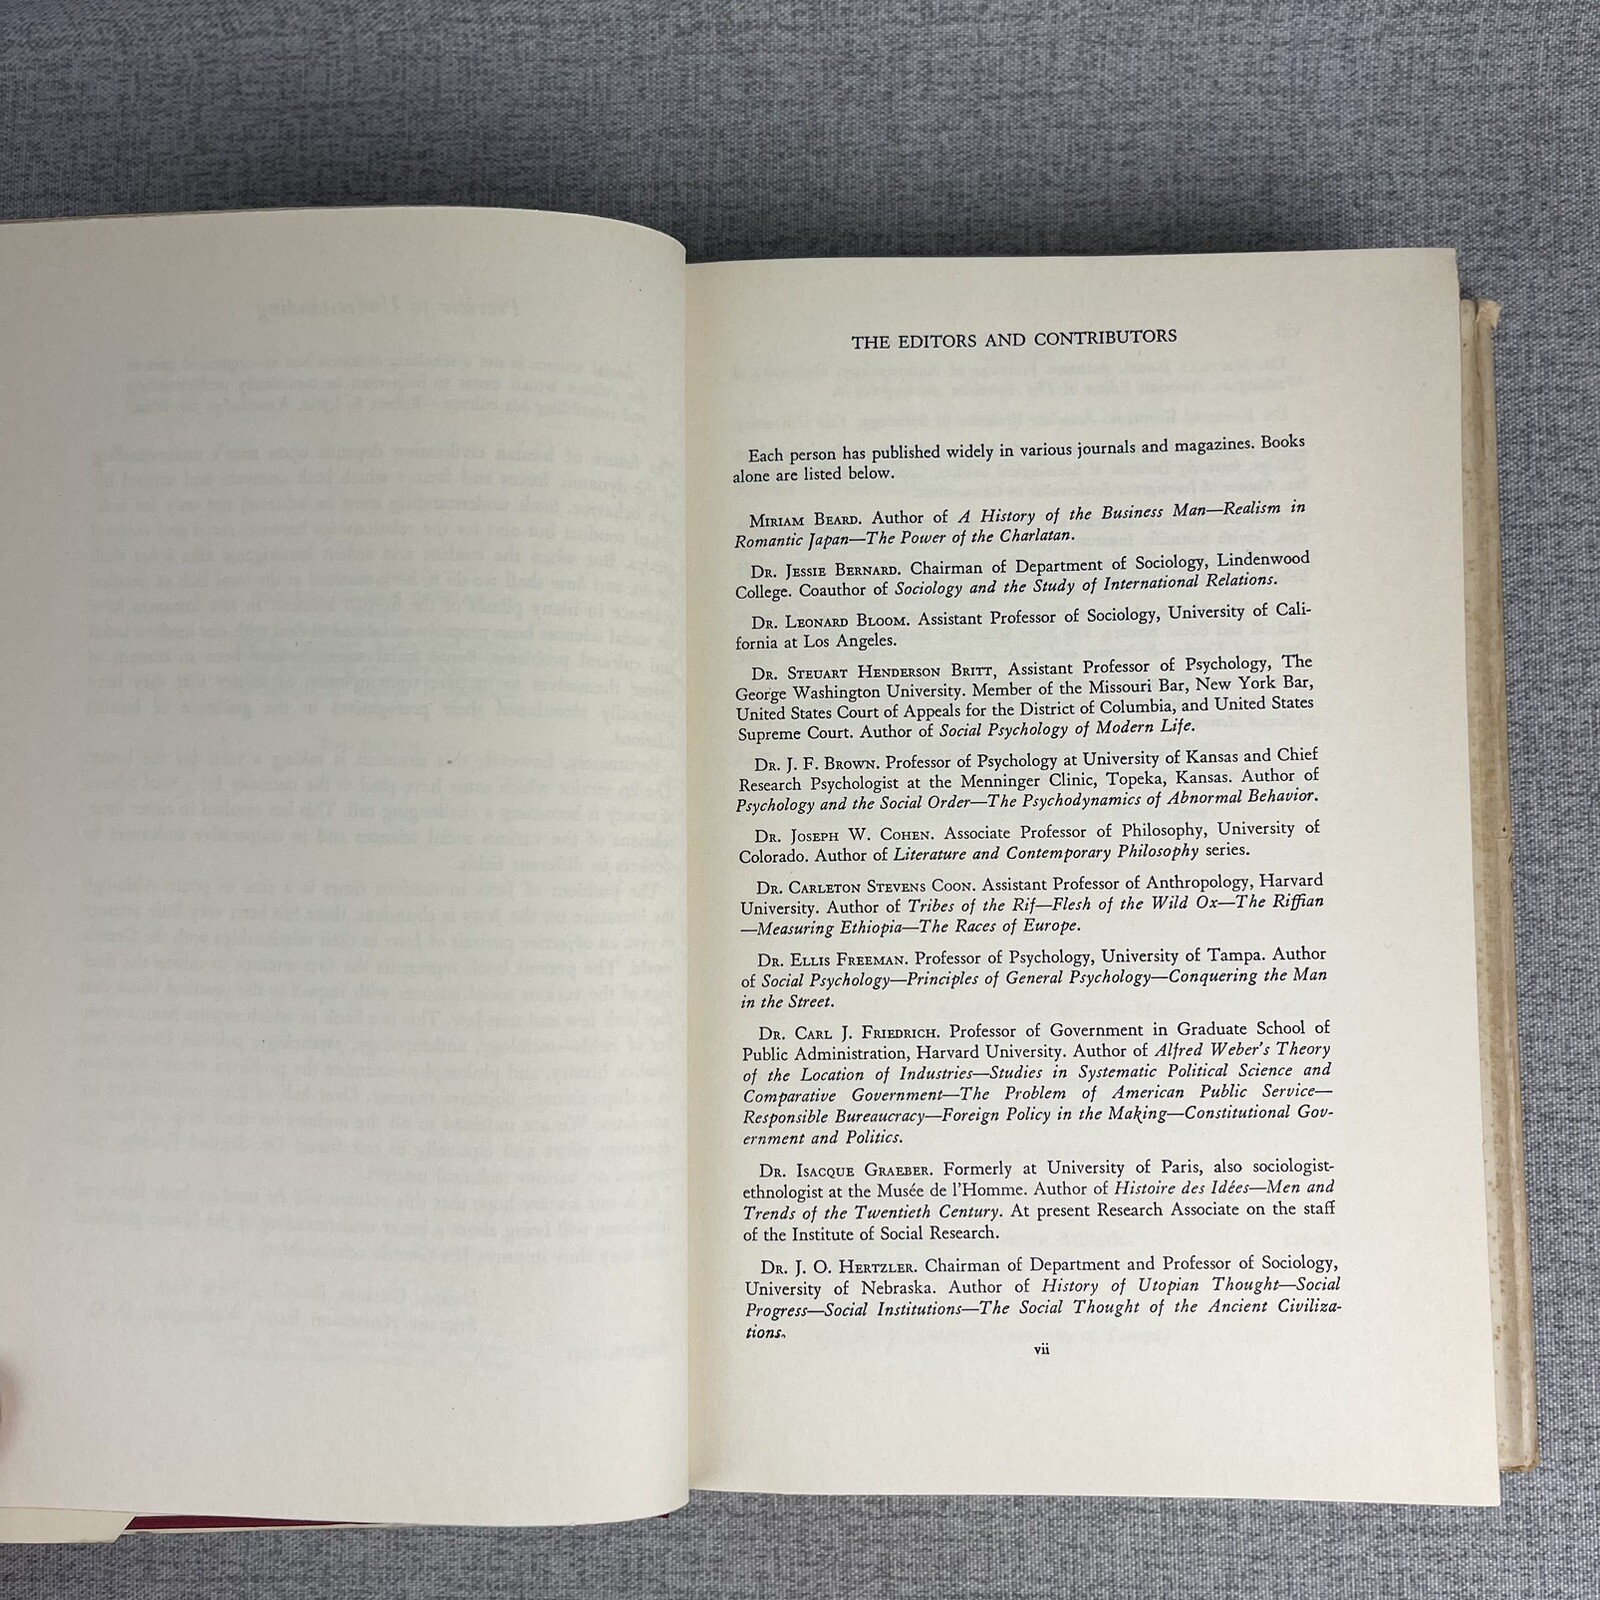 THE EDITORS AND CONTRIBUTORS
Each person has published widely in various journals and magazines. Books
alone are listed below.
MIRIAM BEARD. Author of A History of the Business Man—Realism in
Romantic Japan—The Power of the Charlatan.
DR. JESSIE BERNARD. Chairman of Department of Sociology, Lindenwood
College. Coauthor of Sociology and the Study of International Relations.
DR. LEONARD BLOOM. Assistant Professor of Sociology, University of Cali-
fornia at Los Angeles.
DR. STEUART HENDERSON BRITT, Assistant Professor of Psychology, The
George Washington University. Member of the Missouri Bar, New York Bar,
United States Court of Appeals for the District of Columbia, and United States
Supreme Court. Author of Social Psychology of Modern Life.
DR. J. F. BROWN. Professor of Psychology at University of Kansas and Chief
Research Psychologist at the Menninger Clinic, Topeka, Kansas. Author of
Psychology and the Social Order—The Psychodynamics of Abnormal Behavior.
DR. JOSEPH W. COHEN. Associate Professor of Philosophy, University of
Colorado. Author of Literature and Contemporary Philosophy series.
DR. CARLETON STEVENS COON. Assistant Professor of Anthropology, Harvard
University. Author of Tribes of the Rif—Flesh of the Wild Ox—The Riffian
—Measuring Ethiopia—The Races of Europe.
DR. ELLIS FREEMAN. Professor of Psychology, University of Tampa. Author
of Social Psychology—Principles of General Psychology—Conquering the Man
in the Street.
DR. CARL J. FRIEDRICH. Professor of Government in Graduate School of
Public Administration, Harvard University. Author of Alfred Weber's Theory
of the Location of Industries—Studies in Systematic Political Science and
Comparative Government—The Problem of American Public Service—
Responsible Bureaucracy—Foreign Policy in the Making—Constitutional Gov-
ernment and Politics.
DR. ISACQUE GRAEBER. Formerly at University of Paris, also sociologist-
ethnologist at the Musée de l'Homme. Author of Histoire des Idées—Men and
Trends of the Twentieth Century. At present Research Associate on the staff
of the Institute of Social Research.
DR. J. O. HERTZLER. Chairman of Department and Professor of Sociology,
University of Nebraska. Author of History of Utopian Thought—Social
Progress—Social Institutions—The Social Thought of the Ancient Civiliza-
tions.
vii